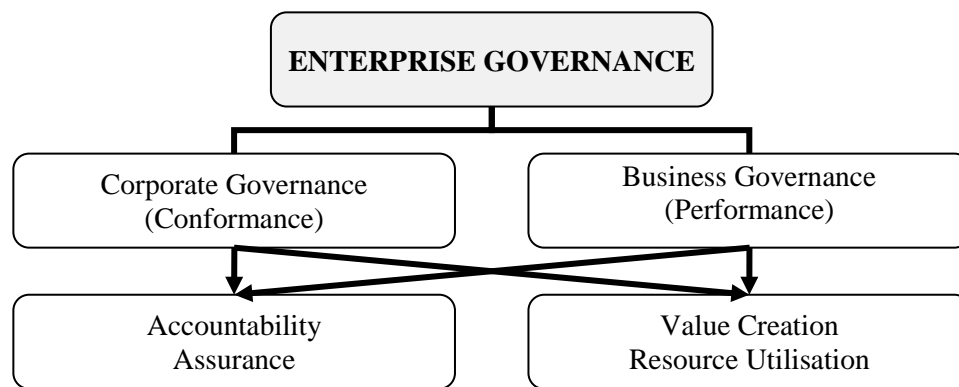 ENTERPRISE GOVERNANCE
Corporate Governance
(Conformance)
Business Governance
(Performance)
Accountability
Assurance
Value Creation
Resource Utilisation